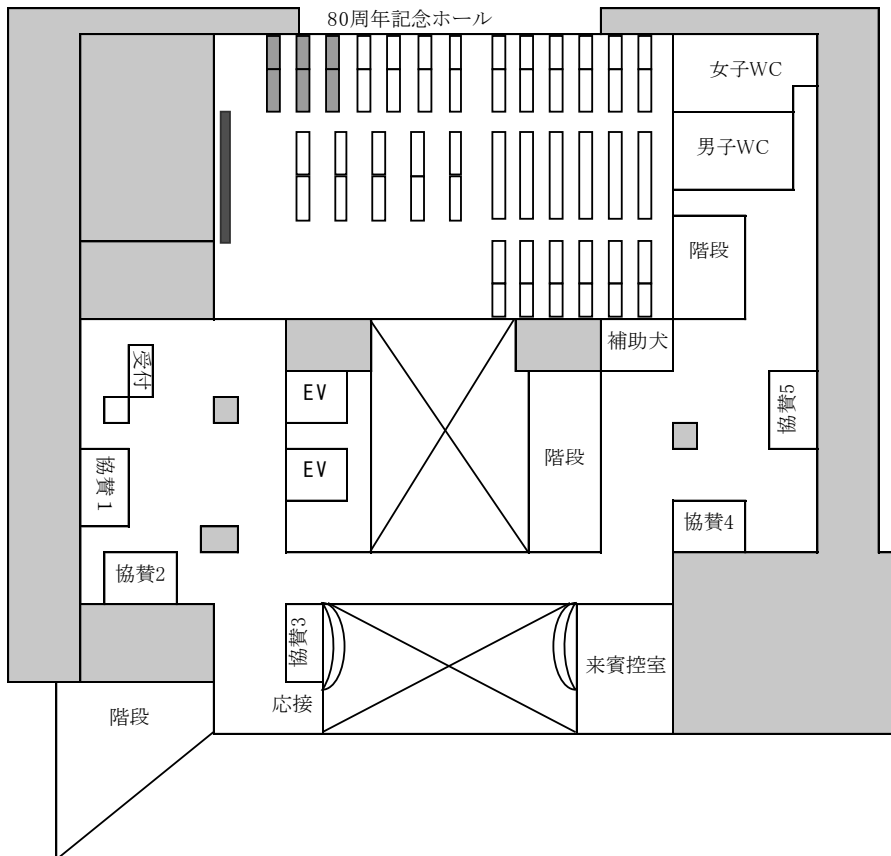 80周年記念ホール
女子WC
男子WC
階段
補助犬
受付
EV
協賛5
協賛1
EV
階段
協賛4
協賛2
協賛3
来賓控室
応接
階段